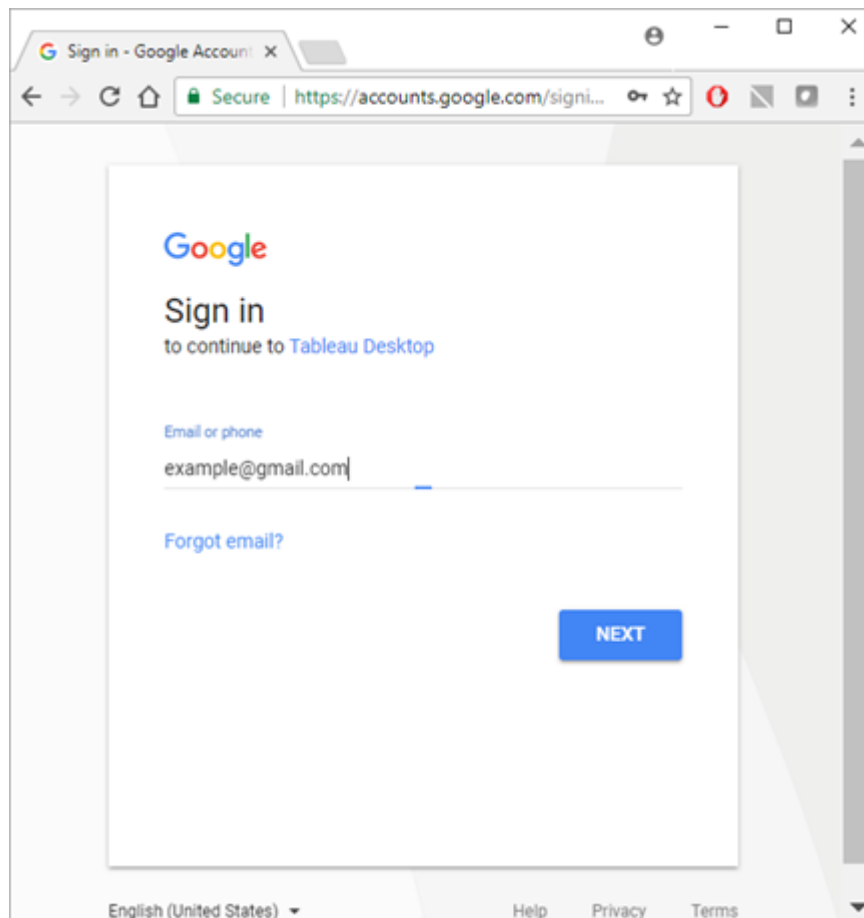 Sign in - Google Accoun
Secure | https://accounts.google.com/signi...
Google
Sign in
to continue to Tableau Desktop
Email or phone
example@gmail.com
Forgot email?
NEXT
English (United States) Help Privacy Terms